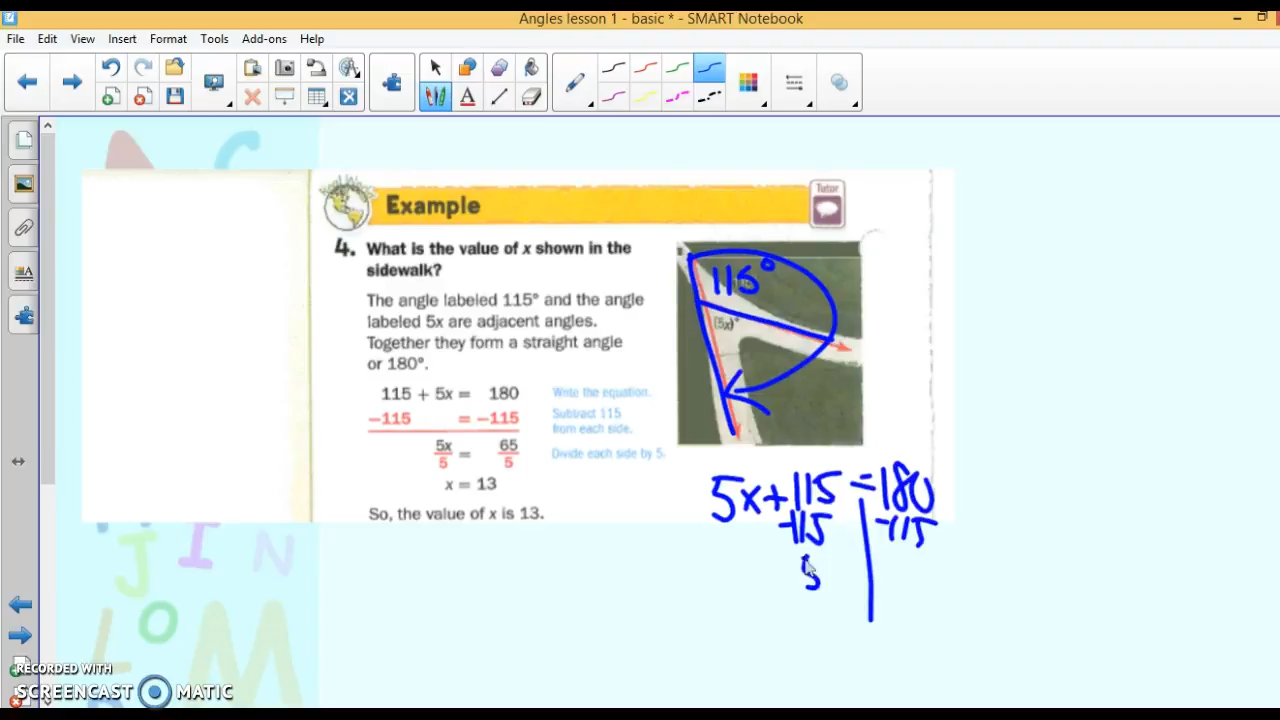 Angles lesson 1 - basic * - SMART Notebook
File Edit View Insert Format Tools Add-ons Help
Example
Tutor
4. What is the value of x shown in the
sidewalk?
The angle labeled 115° and the angle
labeled 5x are adjacent angles.
Together they form a straight angle
or 180°.
115 + 5x = 180 Write the equation.
-115 = -115 Subtract 115
from each side.
5x/5 = 65/5 Divide each side by 5.
x = 13
So, the value of x is 13.
115°
(5x)°
5x+115 =180
-115 -115
5
J I N
L O M
RECORDED WITH
SCREENCAST MATIC